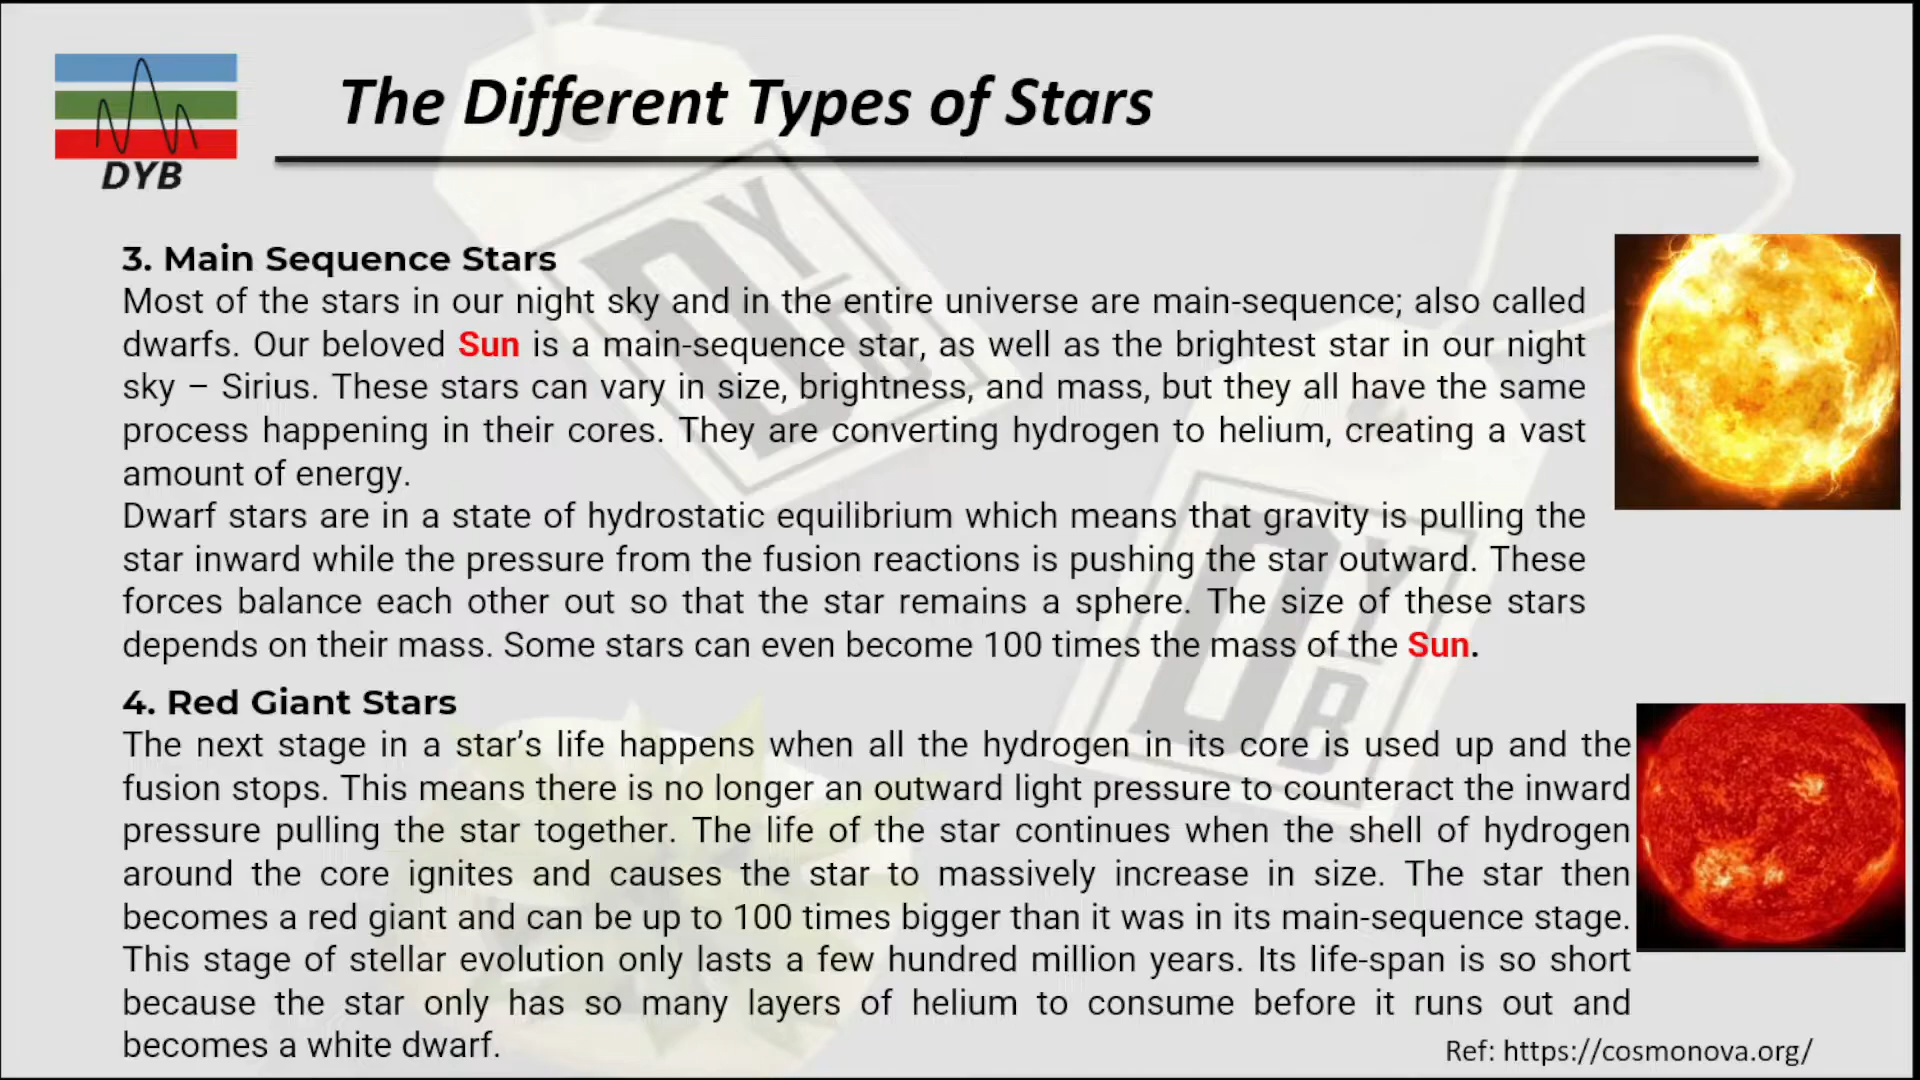 The Different Types of Stars
DYB
3. Main Sequence Stars
Most of the stars in our night sky and in the entire universe are main-sequence; also called
dwarfs. Our beloved Sun is a main-sequence star, as well as the brightest star in our night
sky – Sirius. These stars can vary in size, brightness, and mass, but they all have the same
process happening in their cores. They are converting hydrogen to helium, creating a vast
amount of energy.
Dwarf stars are in a state of hydrostatic equilibrium which means that gravity is pulling the
star inward while the pressure from the fusion reactions is pushing the star outward. These
forces balance each other out so that the star remains a sphere. The size of these stars
depends on their mass. Some stars can even become 100 times the mass of the Sun.
4. Red Giant Stars
The next stage in a star’s life happens when all the hydrogen in its core is used up and the
fusion stops. This means there is no longer an outward light pressure to counteract the inward
pressure pulling the star together. The life of the star continues when the shell of hydrogen
around the core ignites and causes the star to massively increase in size. The star then
becomes a red giant and can be up to 100 times bigger than it was in its main-sequence stage.
This stage of stellar evolution only lasts a few hundred million years. Its life-span is so short
because the star only has so many layers of helium to consume before it runs out and
becomes a white dwarf.
Ref: https://cosmonova.org/
DYB
DYB